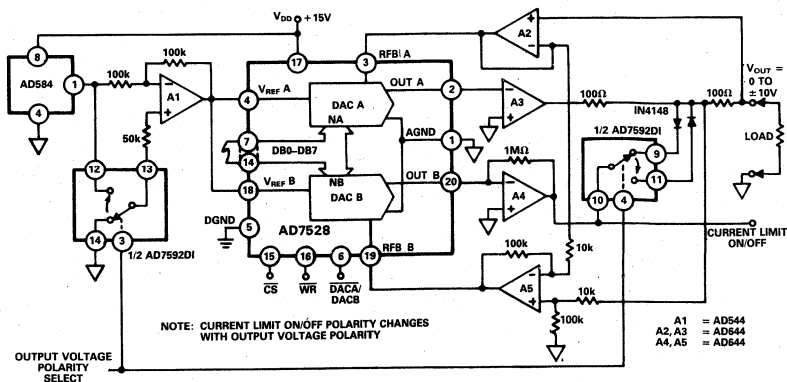 VDD +15V
RFB A
A2
100k
8
17
3
AD584
1
100k
A1
VREF A
4
DAC A
OUT A
2
A3
100Ω
100Ω
VOUT =
0 TO
±10V
IN4148
LOAD
4
50k
NA
7
DB0–DB7
14
AGND
1
1/2 AD7592DI
1MΩ
9
12
13
VREF B
18
NB
DAC B
OUT B
20
A4
11
10
4
14
3
DGND
5
AD7528
CURRENT LIMIT
ON/OFF
1/2 AD7592DI
15
16
6
19
RFB B
100k
10k
CS
WR
DACA/
DACB
A5
10k
100k
NOTE: CURRENT LIMIT ON/OFF POLARITY CHANGES
WITH OUTPUT VOLTAGE POLARITY
A1 = AD544
A2, A3 = AD644
A4, A5 = AD644
OUTPUT VOLTAGE
POLARITY
SELECT